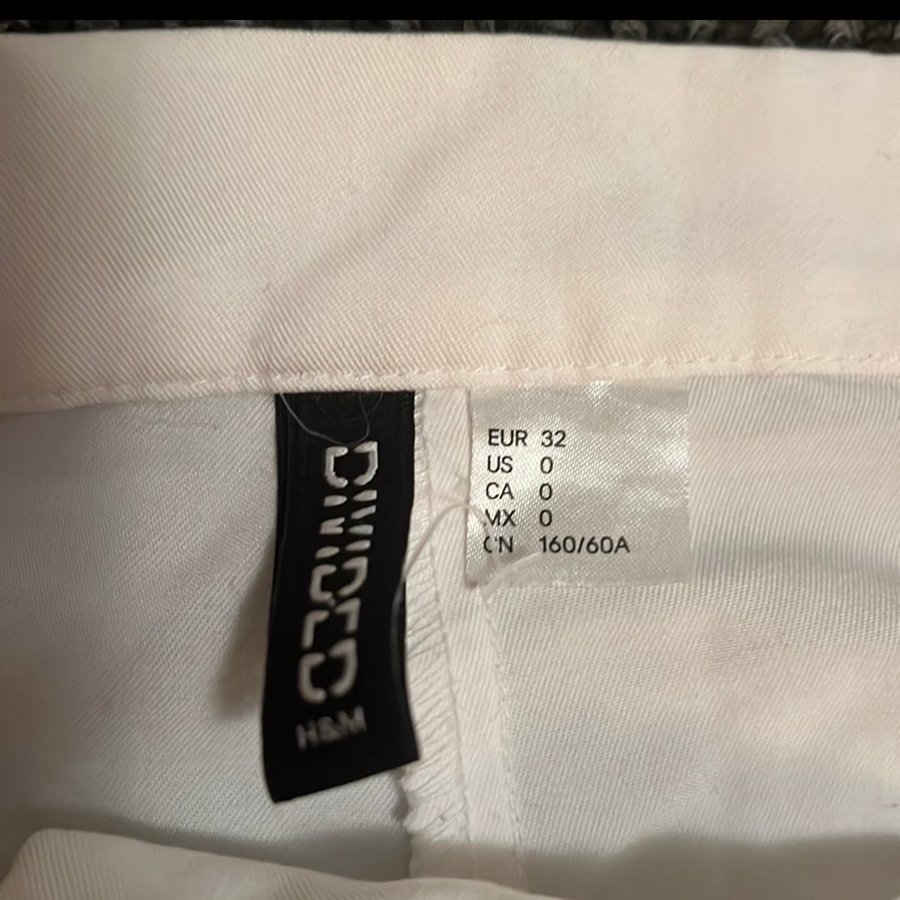 DIVIDED
H&M
EUR 32
US 0
CA 0
MX 0
CN 160/60A